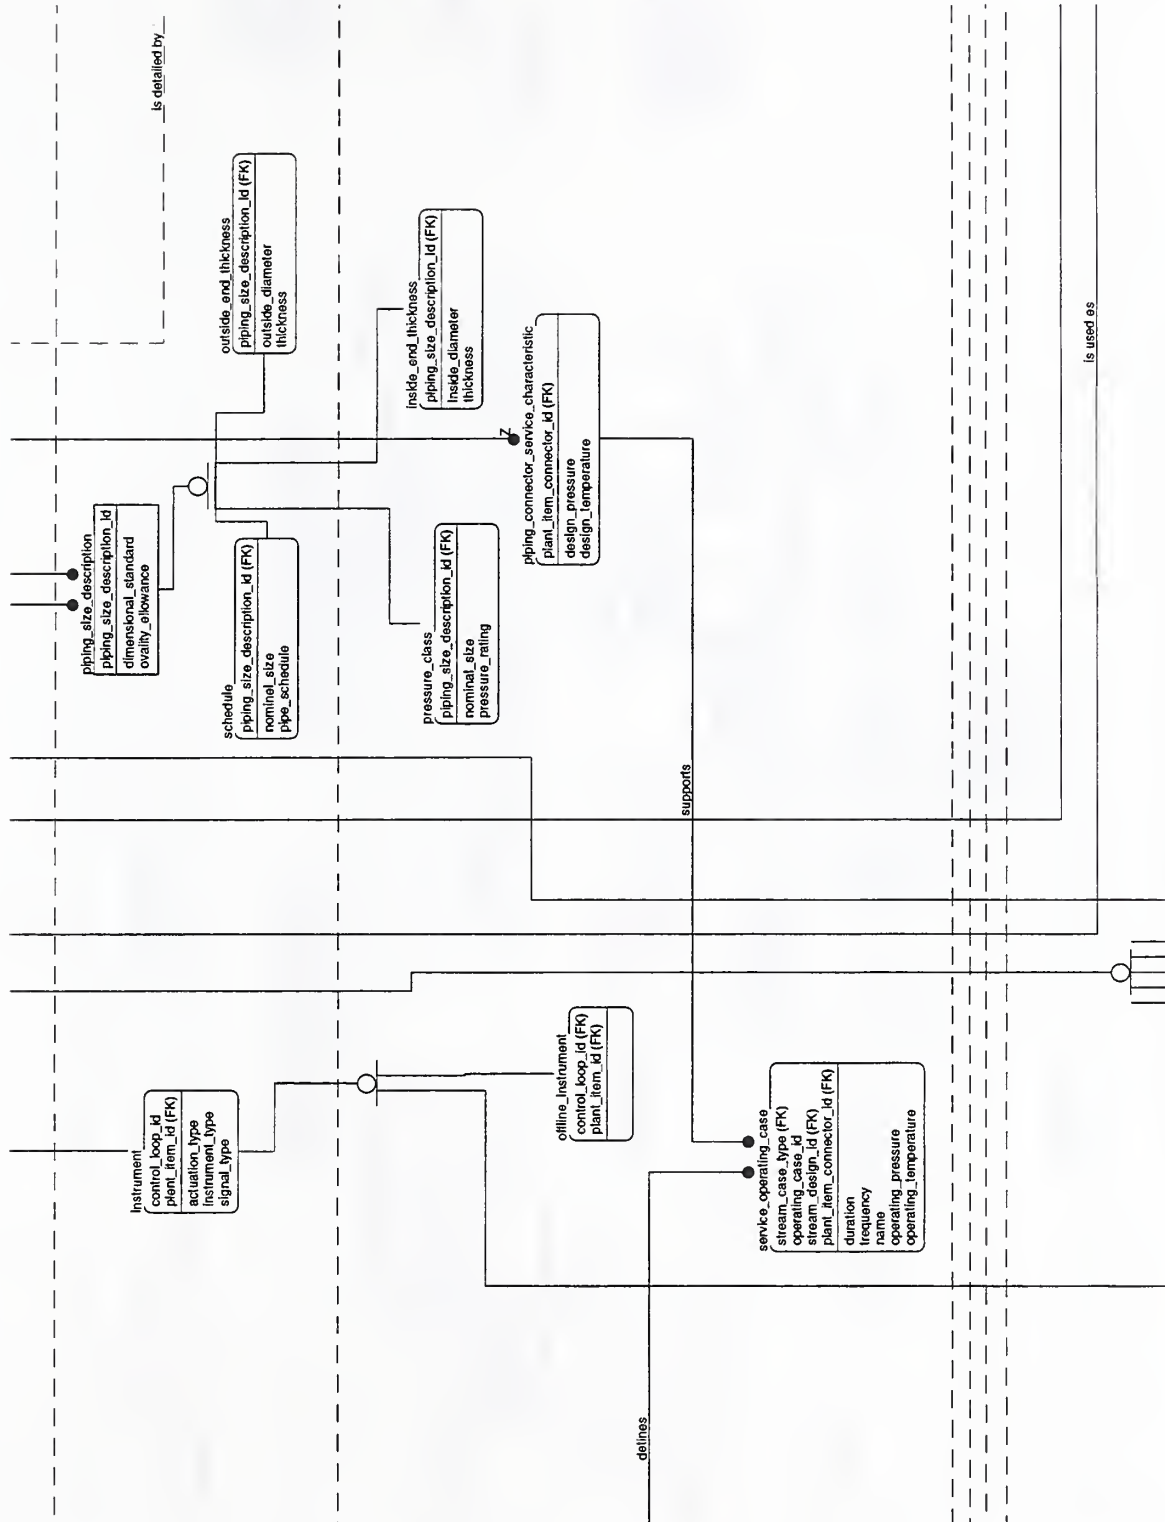 is detailed by
outside_end_thickness
piping_size_description_id (FK)
outside_diameter
thickness
inside_end_thickness
piping_size_description_id (FK)
inside_diameter
thickness
piping_size_description
piping_size_description_id
dimensional_standard
ovality_allowance
schedule
piping_size_description_id (FK)
nominal_size
pipe_schedule
pressure_class
piping_size_description_id (FK)
nominal_size
pressure_rating
Z
piping_connector_service_characteristic
plant_item_connector_id (FK)
design_pressure
design_temperature
is used as
supports
Instrument
control_loop_id
plant_item_id (FK)
actuation_type
instrument_type
signal_type
offline_instrument
control_loop_id (FK)
plant_item_id (FK)
service_operating_case
stream_case_type (FK)
operating_case_id
stream_design_id (FK)
plant_item_connector_id (FK)
duration
frequency
name
operating_pressure
operating_temperature
defines